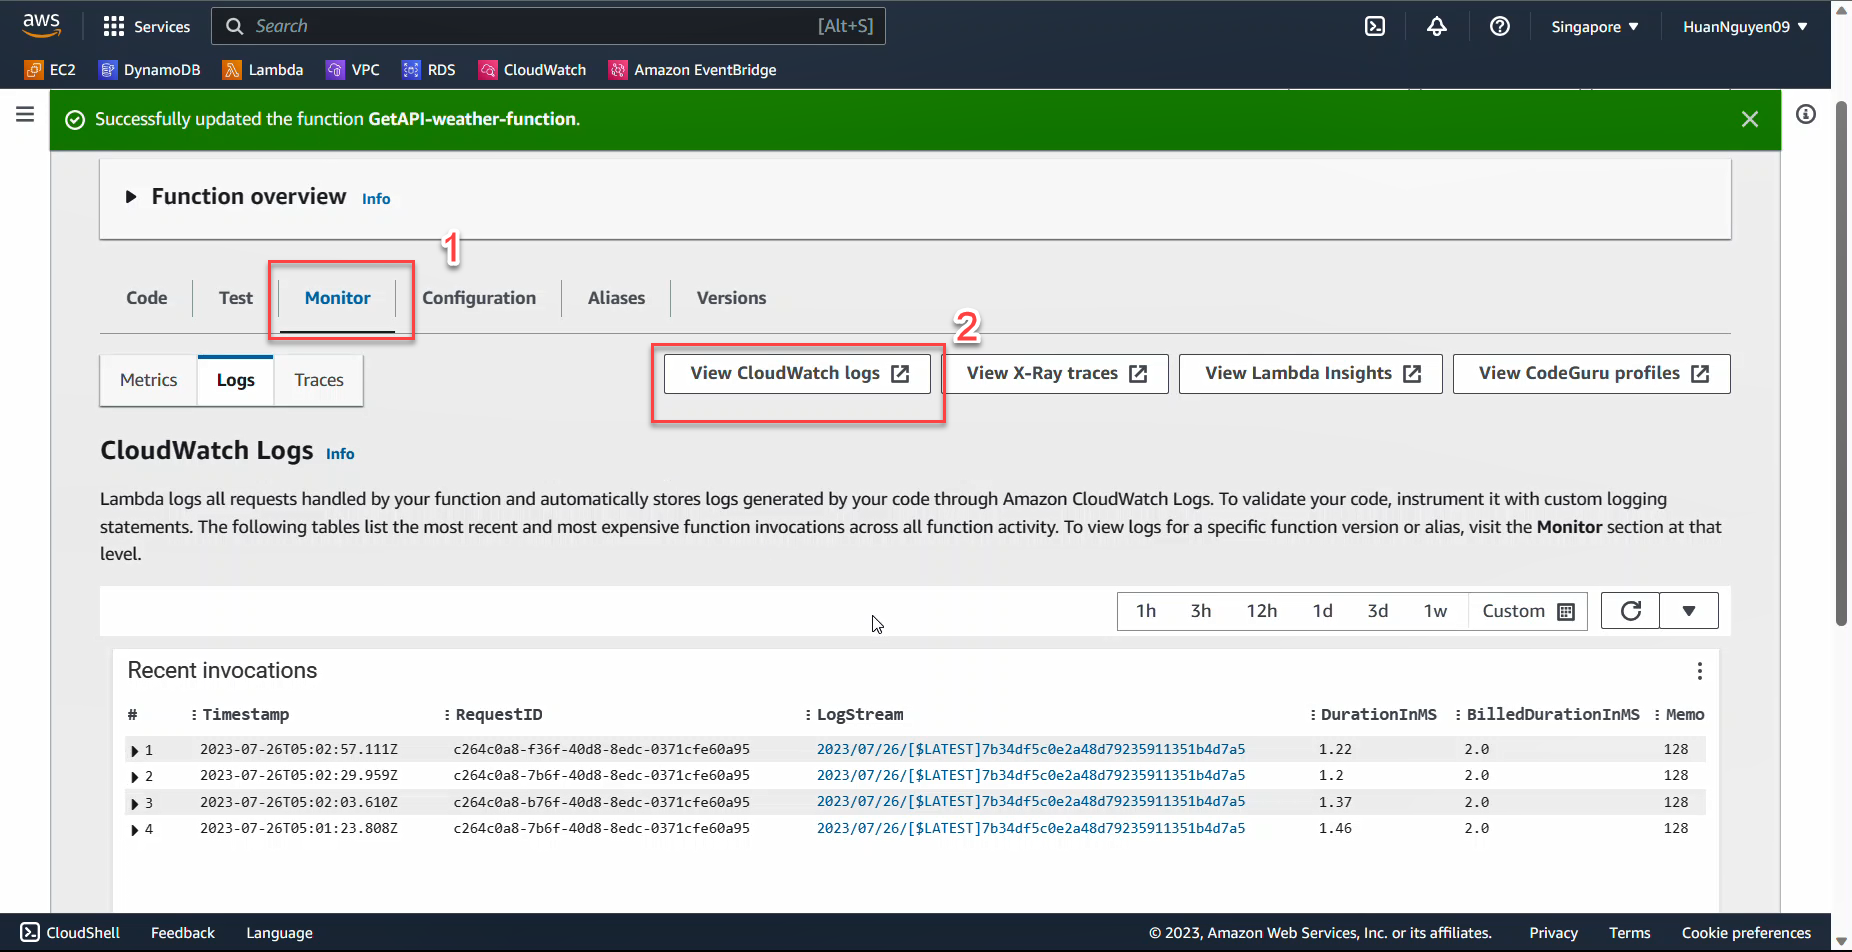 aws
Services
Search
[Alt+S]
Singapore
HuanNguyen09
EC2
DynamoDB
Lambda
VPC
RDS
CloudWatch
Amazon EventBridge
Successfully updated the function GetAPI-weather-function.
Function overview Info
1
Code
Test
Monitor
Configuration
Aliases
Versions
2
Metrics
Logs
Traces
View CloudWatch logs
View X-Ray traces
View Lambda Insights
View CodeGuru profiles
CloudWatch Logs Info
Lambda logs all requests handled by your function and automatically stores logs generated by your code through Amazon CloudWatch Logs. To validate your code, instrument it with custom logging
statements. The following tables list the most recent and most expensive function invocations across all function activity. To view logs for a specific function version or alias, visit the Monitor section at that
level.
1h 3h 12h 1d 3d 1w Custom
Recent invocations
# Timestamp RequestID LogStream DurationInMS BilledDurationInMS Memo
1 2023-07-26T05:02:57.111Z c264c0a8-f36f-40d8-8edc-0371cfe60a95 2023/07/26/[$LATEST]7b34df5c0e2a48d79235911351b4d7a5 1.22 2.0 128
2 2023-07-26T05:02:29.959Z c264c0a8-7b6f-40d8-8edc-0371cfe60a95 2023/07/26/[$LATEST]7b34df5c0e2a48d79235911351b4d7a5 1.2 2.0 128
3 2023-07-26T05:02:03.610Z c264c0a8-b76f-40d8-8edc-0371cfe60a95 2023/07/26/[$LATEST]7b34df5c0e2a48d79235911351b4d7a5 1.37 2.0 128
4 2023-07-26T05:01:23.808Z c264c0a8-7b6f-40d8-8edc-0371cfe60a95 2023/07/26/[$LATEST]7b34df5c0e2a48d79235911351b4d7a5 1.46 2.0 128
CloudShell
Feedback
Language
© 2023, Amazon Web Services, Inc. or its affiliates.
Privacy
Terms
Cookie preferences